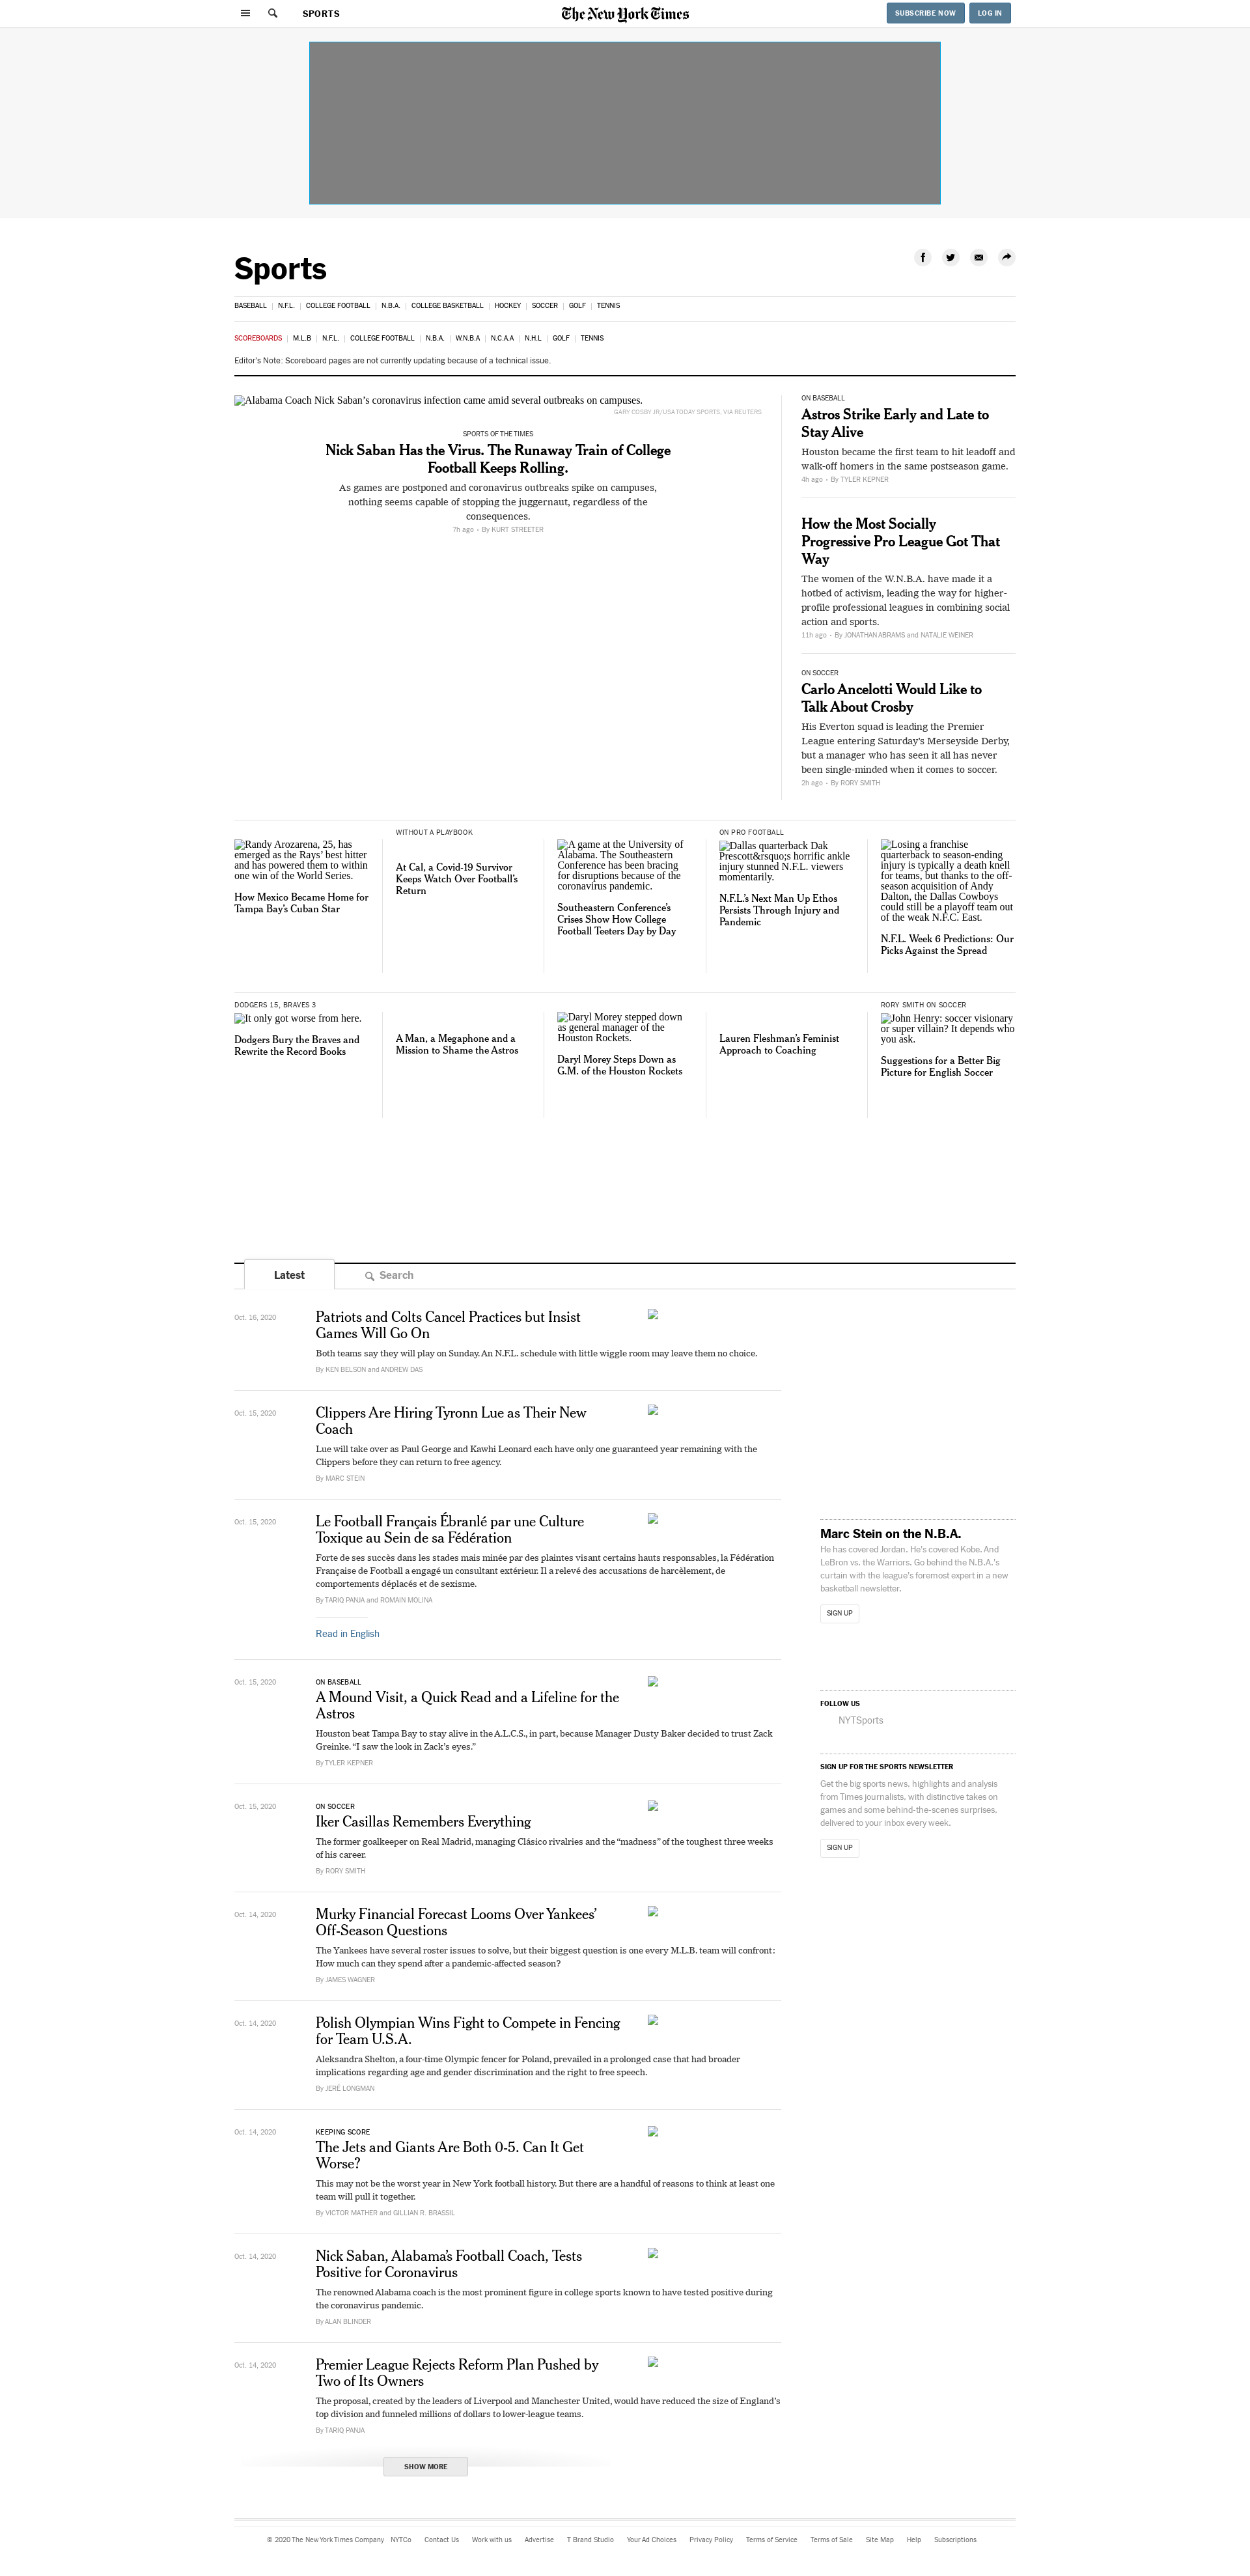 SPORTS
The New York Times
SUBSCRIBE NOW
LOG IN
Sports
BASEBALL | N.F.L. | COLLEGE FOOTBALL | N.B.A. | COLLEGE BASKETBALL | HOCKEY | SOCCER | GOLF | TENNIS
SCOREBOARDS | M.L.B | N.F.L. | COLLEGE FOOTBALL | N.B.A. | W.N.B.A | N.C.A.A | N.H.L | GOLF | TENNIS
Editor's Note: Scoreboard pages are not currently updating because of a technical issue.
Alabama Coach Nick Saban’s coronavirus infection came amid several outbreaks on campuses.
GARY COSBY JR/USA TODAY SPORTS, VIA REUTERS
SPORTS OF THE TIMES
Nick Saban Has the Virus. The Runaway Train of College
Football Keeps Rolling.
As games are postponed and coronavirus outbreaks spike on campuses,
nothing seems capable of stopping the juggernaut, regardless of the
consequences.
7h ago • By KURT STREETER
ON BASEBALL
Astros Strike Early and Late to
Stay Alive
Houston became the first team to hit leadoff and
walk-off homers in the same postseason game.
4h ago • By TYLER KEPNER
How the Most Socially
Progressive Pro League Got That
Way
The women of the W.N.B.A. have made it a
hotbed of activism, leading the way for higher-
profile professional leagues in combining social
action and sports.
11h ago • By JONATHAN ABRAMS and NATALIE WEINER
ON SOCCER
Carlo Ancelotti Would Like to
Talk About Crosby
His Everton squad is leading the Premier
League entering Saturday’s Merseyside Derby,
but a manager who has seen it all has never
been single-minded when it comes to soccer.
2h ago • By RORY SMITH
Randy Arozarena, 25, has
emerged as the Rays’ best hitter
and has powered them to within
one win of the World Series.
How Mexico Became Home for
Tampa Bay’s Cuban Star
WITHOUT A PLAYBOOK
At Cal, a Covid-19 Survivor
Keeps Watch Over Football’s
Return
A game at the University of
Alabama. The Southeastern
Conference has been bracing
for disruptions because of the
coronavirus pandemic.
Southeastern Conference’s
Crises Show How College
Football Teeters Day by Day
ON PRO FOOTBALL
Dallas quarterback Dak
Prescott&rsquo;s horrific ankle
injury stunned N.F.L. viewers
momentarily.
N.F.L.’s Next Man Up Ethos
Persists Through Injury and
Pandemic
Losing a franchise
quarterback to season-ending
injury is typically a death knell
for teams, but thanks to the off-
season acquisition of Andy
Dalton, the Dallas Cowboys
could still be a playoff team out
of the weak N.F.C. East.
N.F.L. Week 6 Predictions: Our
Picks Against the Spread
DODGERS 15, BRAVES 3
It only got worse from here.
Dodgers Bury the Braves and
Rewrite the Record Books
A Man, a Megaphone and a
Mission to Shame the Astros
Daryl Morey stepped down
as general manager of the
Houston Rockets.
Daryl Morey Steps Down as
G.M. of the Houston Rockets
Lauren Fleshman’s Feminist
Approach to Coaching
RORY SMITH ON SOCCER
John Henry: soccer visionary
or super villain? It depends who
you ask.
Suggestions for a Better Big
Picture for English Soccer
Latest
Search
Oct. 16, 2020
Patriots and Colts Cancel Practices but Insist
Games Will Go On
Both teams say they will play on Sunday. An N.F.L. schedule with little wiggle room may leave them no choice.
By KEN BELSON and ANDREW DAS
Oct. 15, 2020
Clippers Are Hiring Tyronn Lue as Their New
Coach
Lue will take over as Paul George and Kawhi Leonard each have only one guaranteed year remaining with the
Clippers before they can return to free agency.
By MARC STEIN
Oct. 15, 2020
Le Football Français Ébranlé par une Culture
Toxique au Sein de sa Fédération
Forte de ses succès dans les stades mais minée par des plaintes visant certains hauts responsables, la Fédération
Française de Football a engagé un consultant extérieur. Il a relevé des accusations de harcèlement, de
comportements déplacés et de sexisme.
By TARIQ PANJA and ROMAIN MOLINA
Read in English
Oct. 15, 2020
ON BASEBALL
A Mound Visit, a Quick Read and a Lifeline for the
Astros
Houston beat Tampa Bay to stay alive in the A.L.C.S., in part, because Manager Dusty Baker decided to trust Zack
Greinke. “I saw the look in Zack’s eyes.”
By TYLER KEPNER
Oct. 15, 2020
ON SOCCER
Iker Casillas Remembers Everything
The former goalkeeper on Real Madrid, managing Clásico rivalries and the “madness” of the toughest three weeks
of his career.
By RORY SMITH
Oct. 14, 2020
Murky Financial Forecast Looms Over Yankees’
Off-Season Questions
The Yankees have several roster issues to solve, but their biggest question is one every M.L.B. team will confront:
How much can they spend after a pandemic-affected season?
By JAMES WAGNER
Oct. 14, 2020
Polish Olympian Wins Fight to Compete in Fencing
for Team U.S.A.
Aleksandra Shelton, a four-time Olympic fencer for Poland, prevailed in a prolonged case that had broader
implications regarding age and gender discrimination and the right to free speech.
By JERÉ LONGMAN
Oct. 14, 2020
KEEPING SCORE
The Jets and Giants Are Both 0-5. Can It Get
Worse?
This may not be the worst year in New York football history. But there are a handful of reasons to think at least one
team will pull it together.
By VICTOR MATHER and GILLIAN R. BRASSIL
Oct. 14, 2020
Nick Saban, Alabama’s Football Coach, Tests
Positive for Coronavirus
The renowned Alabama coach is the most prominent figure in college sports known to have tested positive during
the coronavirus pandemic.
By ALAN BLINDER
Oct. 14, 2020
Premier League Rejects Reform Plan Pushed by
Two of Its Owners
The proposal, created by the leaders of Liverpool and Manchester United, would have reduced the size of England’s
top division and funneled millions of dollars to lower-league teams.
By TARIQ PANJA
SHOW MORE
Marc Stein on the N.B.A.
He has covered Jordan. He’s covered Kobe. And
LeBron vs. the Warriors. Go behind the N.B.A.’s
curtain with the league’s foremost expert in a new
basketball newsletter.
SIGN UP
FOLLOW US
NYTSports
SIGN UP FOR THE SPORTS NEWSLETTER
Get the big sports news, highlights and analysis
from Times journalists, with distinctive takes on
games and some behind-the-scenes surprises,
delivered to your inbox every week.
SIGN UP
© 2020 The New York Times Company NYTCo Contact Us Work with us Advertise T Brand Studio Your Ad Choices Privacy Policy Terms of Service Terms of Sale Site Map Help Subscriptions